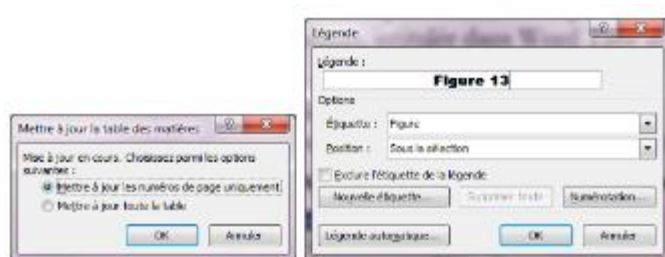 Mettre à jour la table des matières
Mise à jour en cours. Choisissez parmi les options
suivantes :
Mettre à jour les numéros de page uniquement
Mettre à jour toute la table
OK
Annuler
Légende
Légende :
Figure 13
Options
Étiquette :
Figure
Position :
Sous la sélection
Exclure l'étiquette de la légende
Nouvelle étiquette...
Numérotation...
Légende automatique...
OK
Annuler